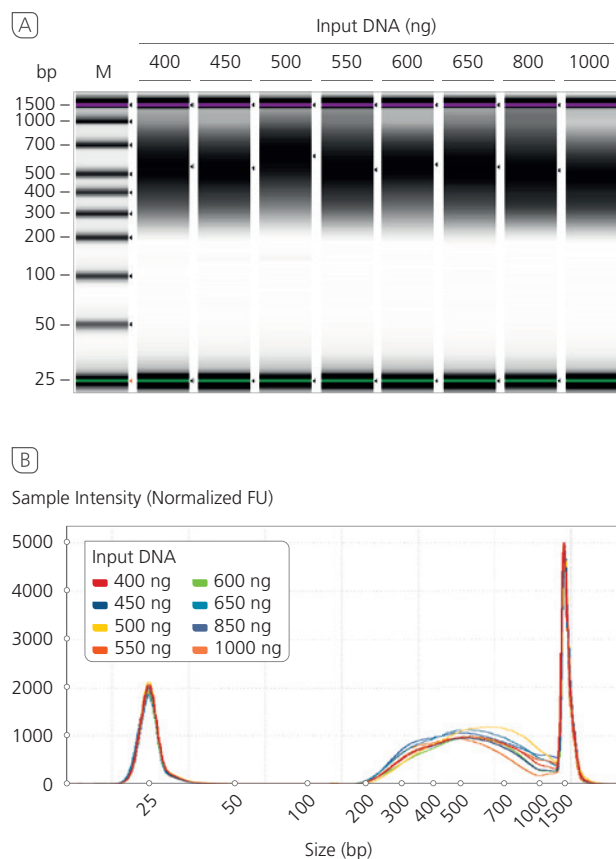 A
Input DNA (ng)
bp M 400 450 500 550 600 650 800 1000
1500
1000
700
500
400
300
200
100
50
25
B
Sample Intensity (Normalized FU)
5000
4000
3000
2000
1000
0
Input DNA
400 ng 600 ng
450 ng 650 ng
500 ng 850 ng
550 ng 1000 ng
25 50 100 200 300 400 500 700 1000 1500
Size (bp)